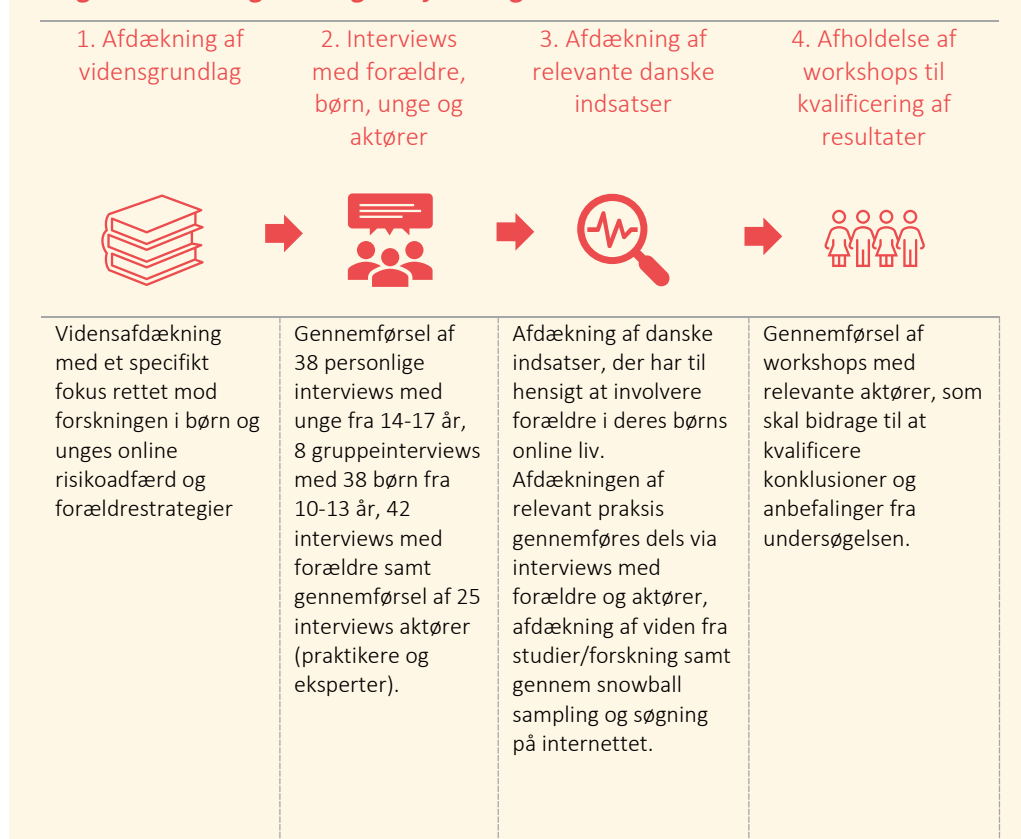 1. Afdækning af
vidensgrundlag
2. Interviews
med forældre,
børn, unge og
aktører
3. Afdækning af
relevante danske
indsatser
4. Afholdelse af
workshops til
kvalificering af
resultater
Vidensafdækning
med et specifikt
fokus rettet mod
forskningen i børn og
unges online
risikoadfærd og
forældrestrategier
Gennemførsel af
38 personlige
interviews med
unge fra 14-17 år,
8 gruppeinterviews
med 38 børn fra
10-13 år, 42
interviews med
forældre samt
gennemførsel af 25
interviews aktører
(praktikere og
eksperter).
Afdækning af danske
indsatser, der har til
hensigt at involvere
forældre i deres børns
online liv.
Afdækningen af
relevant praksis
gennemføres dels via
interviews med
forældre og aktører,
afdækning af viden fra
studier/forskning samt
gennem snowball
sampling og søgning
på internettet.
Gennemførsel af
workshops med
relevante aktører, som
skal bidrage til at
kvalificere
konklusioner og
anbefalinger fra
undersøgelsen.